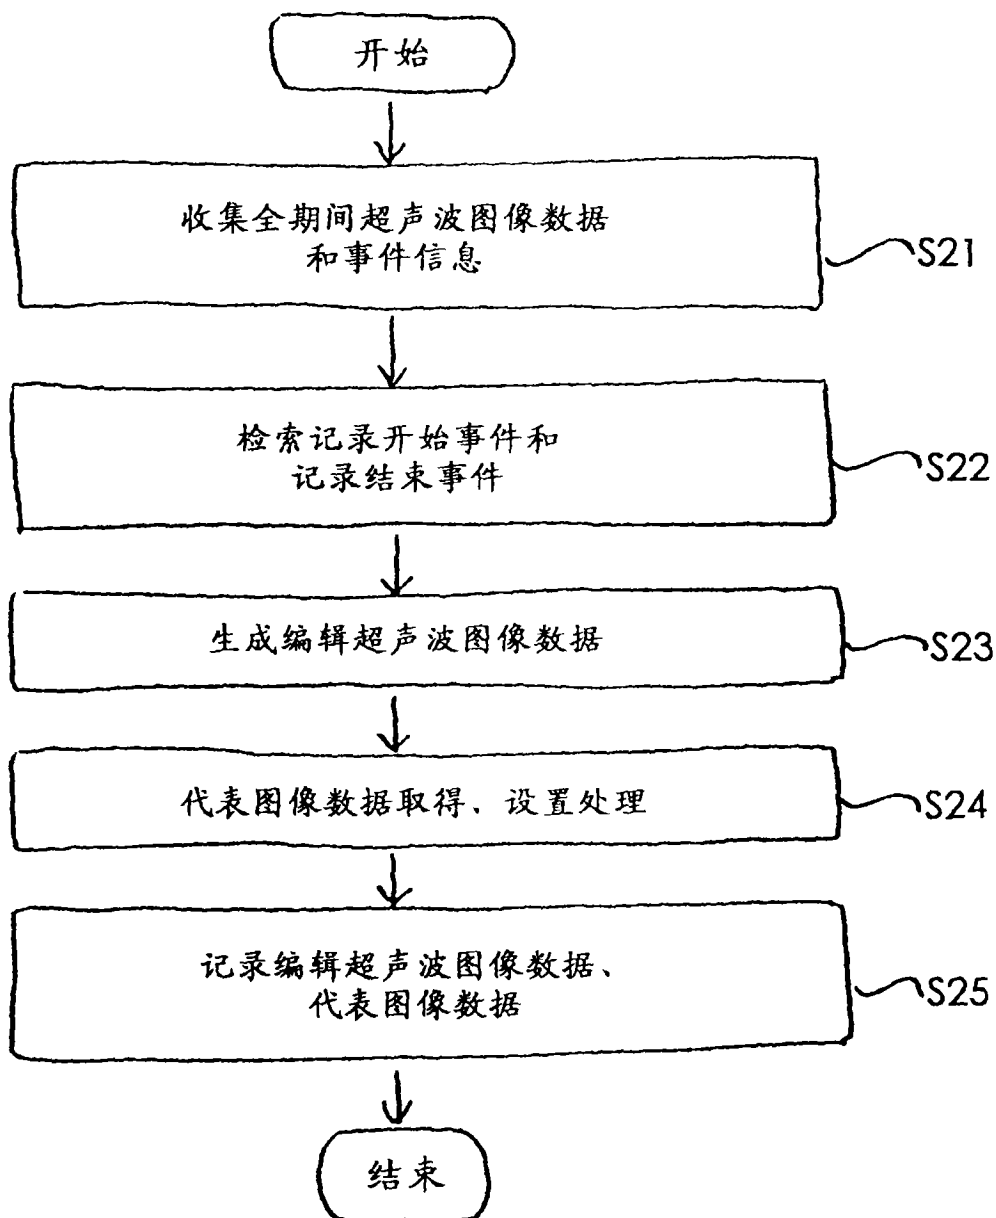 开始
收集全期间超声波图像数据
和事件信息
S21
检索记录开始事件和
记录结束事件
S22
生成编辑超声波图像数据
S23
代表图像数据取得、设置处理
S24
记录编辑超声波图像数据、
代表图像数据
S25
结束